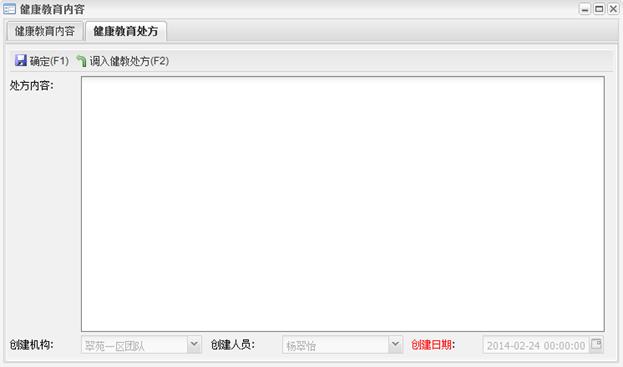 健康教育内容
健康教育内容 健康教育处方
确定(F1) 调入健教处方(F2)
处方内容:
创建机构: 翠苑一区团队 创建人员: 杨翠怡 创建日期: 2014-02-24 00:00:00